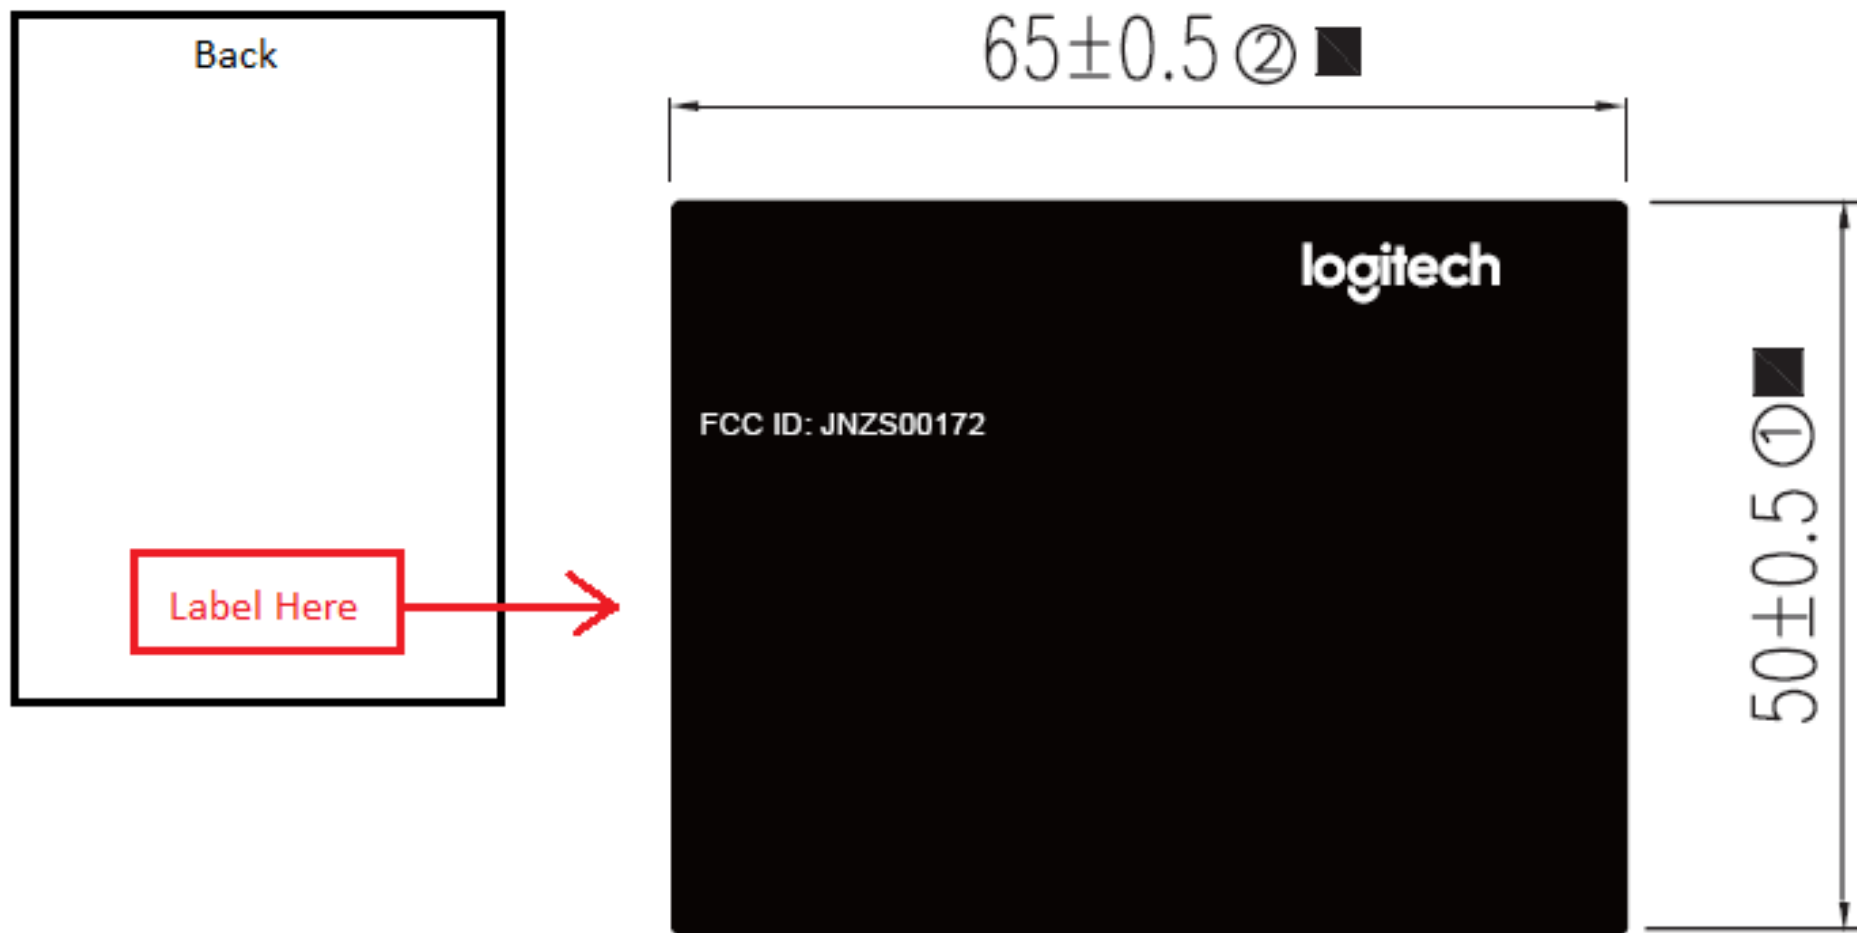 Back
65±0.5 ②
logitech
FCC ID: JNZS00172
50±0.5 ①
Label Here